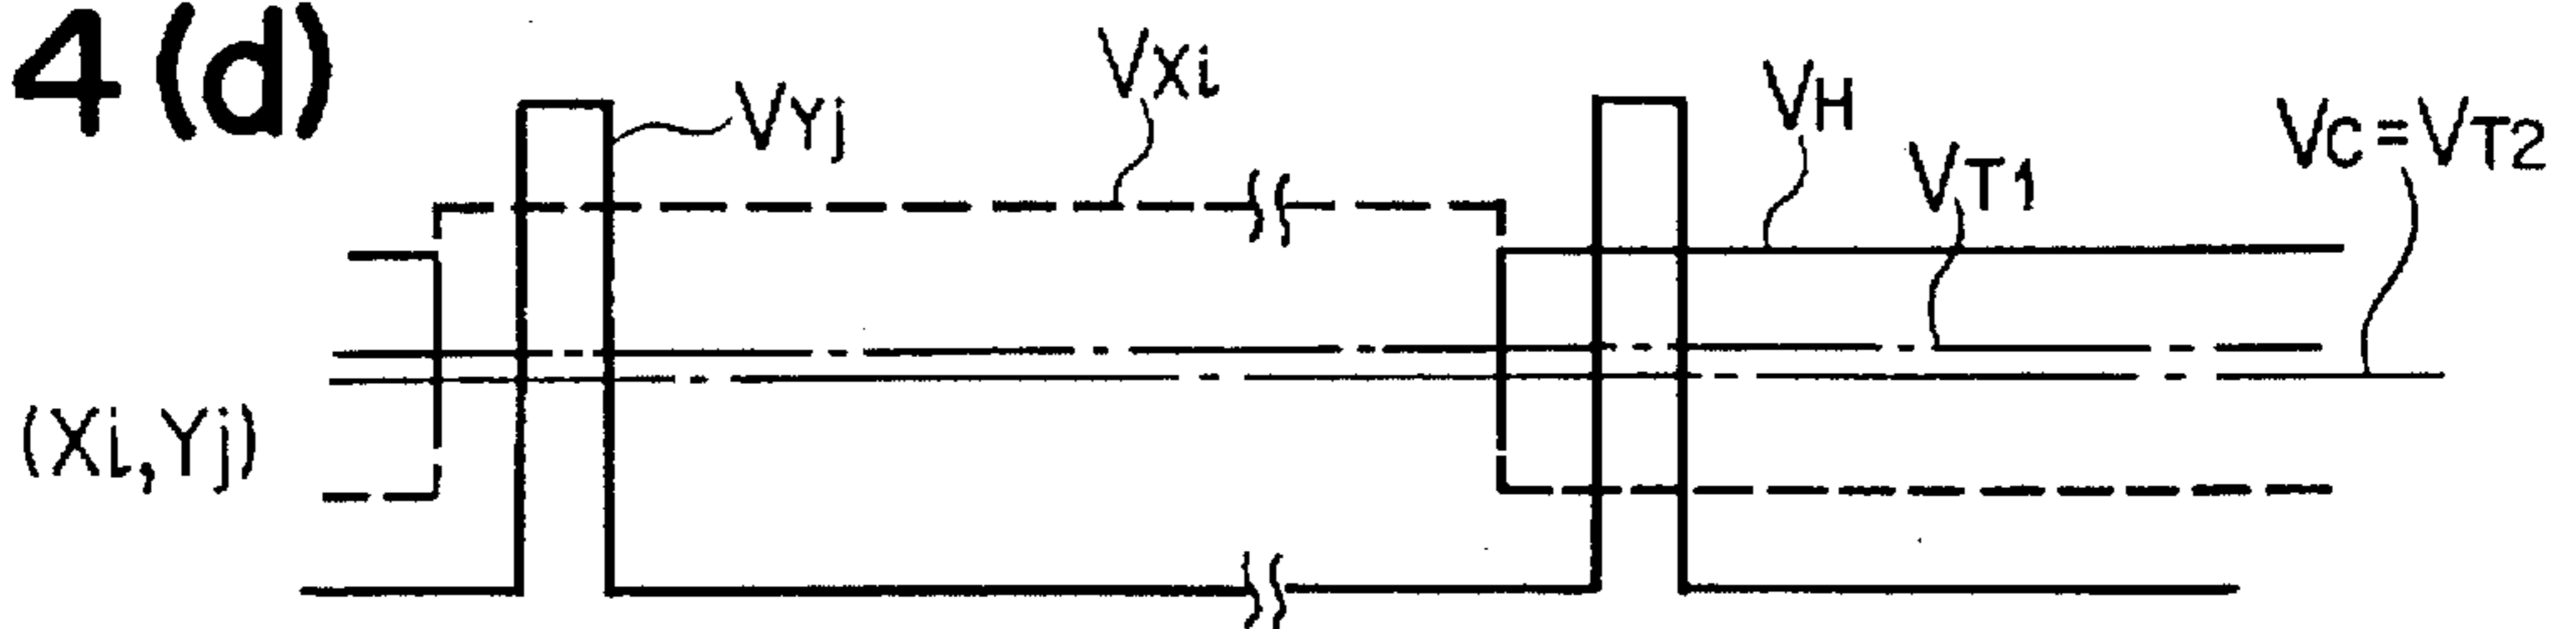 4(d)
VYj
VXi
VH
VT1
VC=VT2
(Xi,Yj)